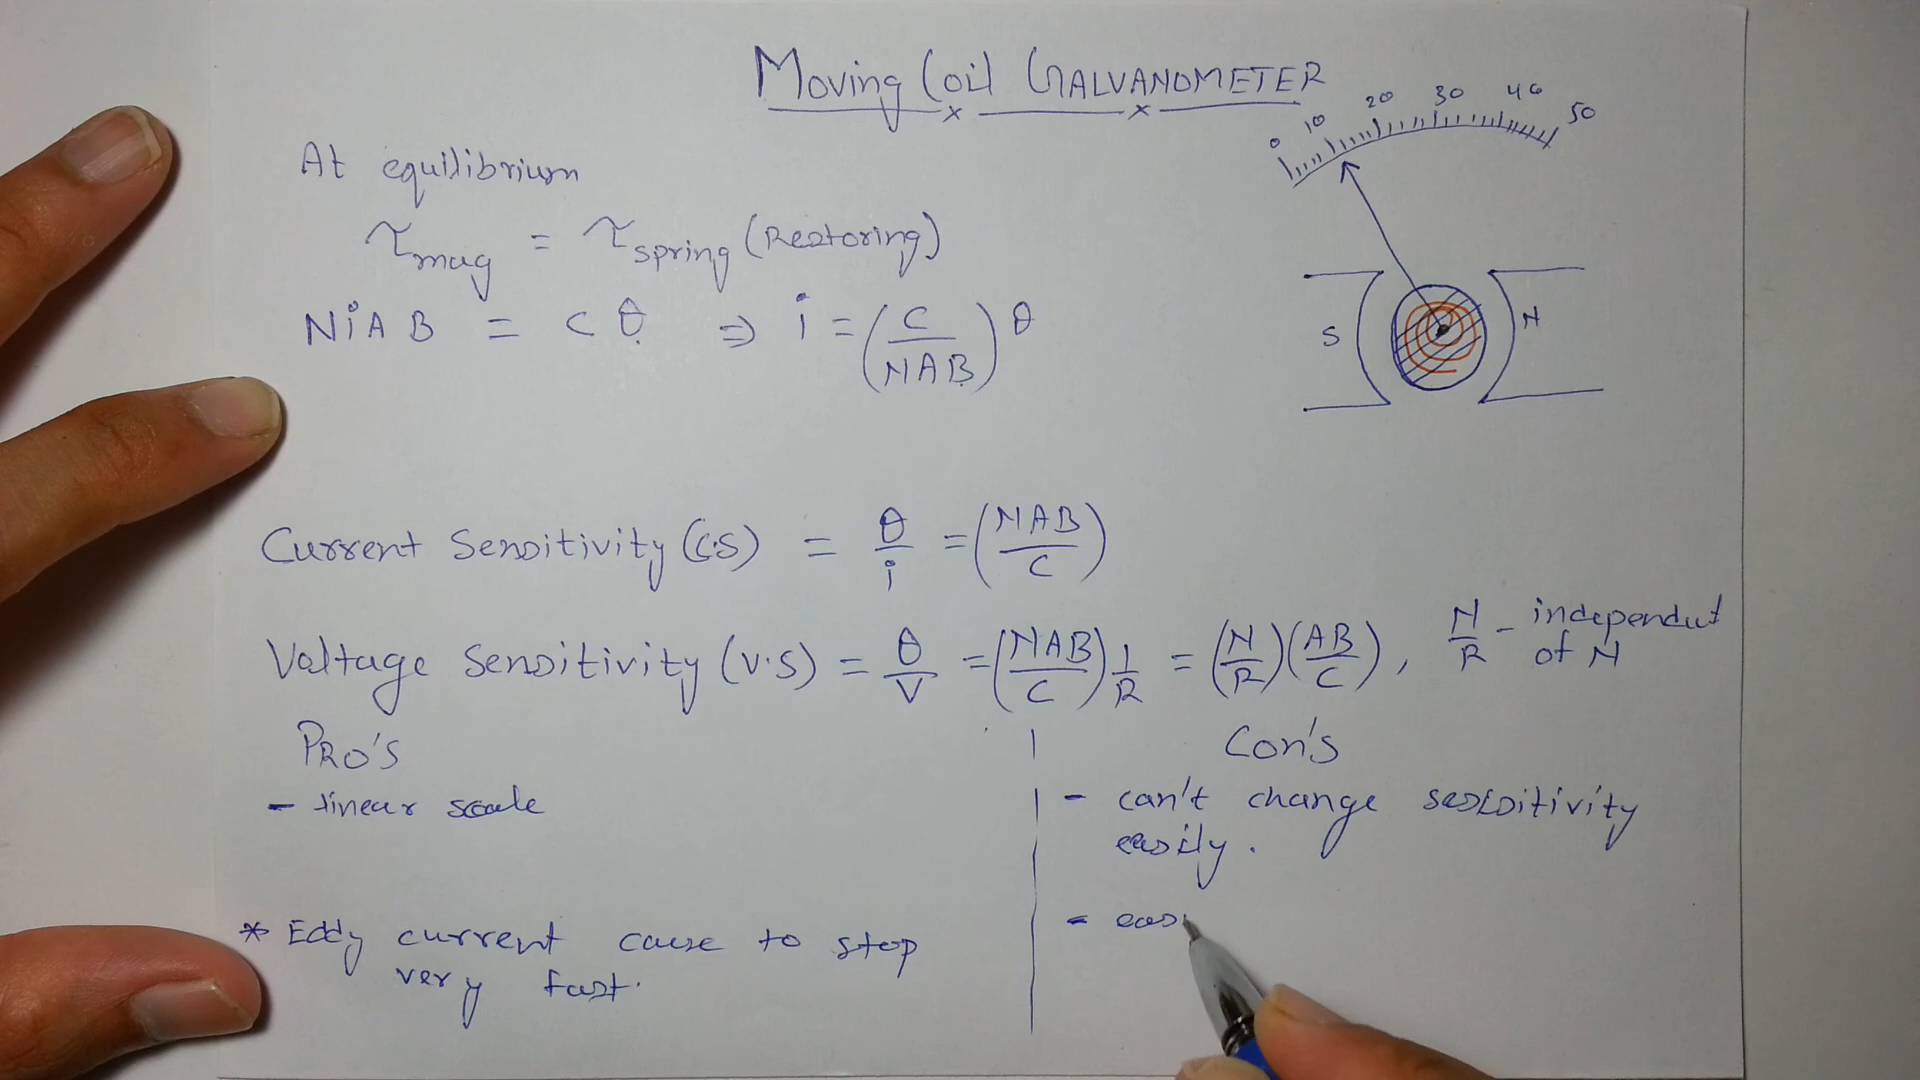 Moving Coil GALVANOMETER
0 10 20 30 40 50
At equilibrium
τmag = τspring (Restoring)
NiAB = Cθ ⇒ i = (C/NAB) θ
S N
Current Sensitivity (C.S) = θ/i = (NAB/C)
Voltage Sensitivity (V.S) = θ/V = (NAB/C) 1/R = (N/R)(AB/C), N/R - independent
of N
PRO'S
- linear scale
* Eddy current cause to stop
very fast.
Con's
- can't change sensitivity
easily.
- eas